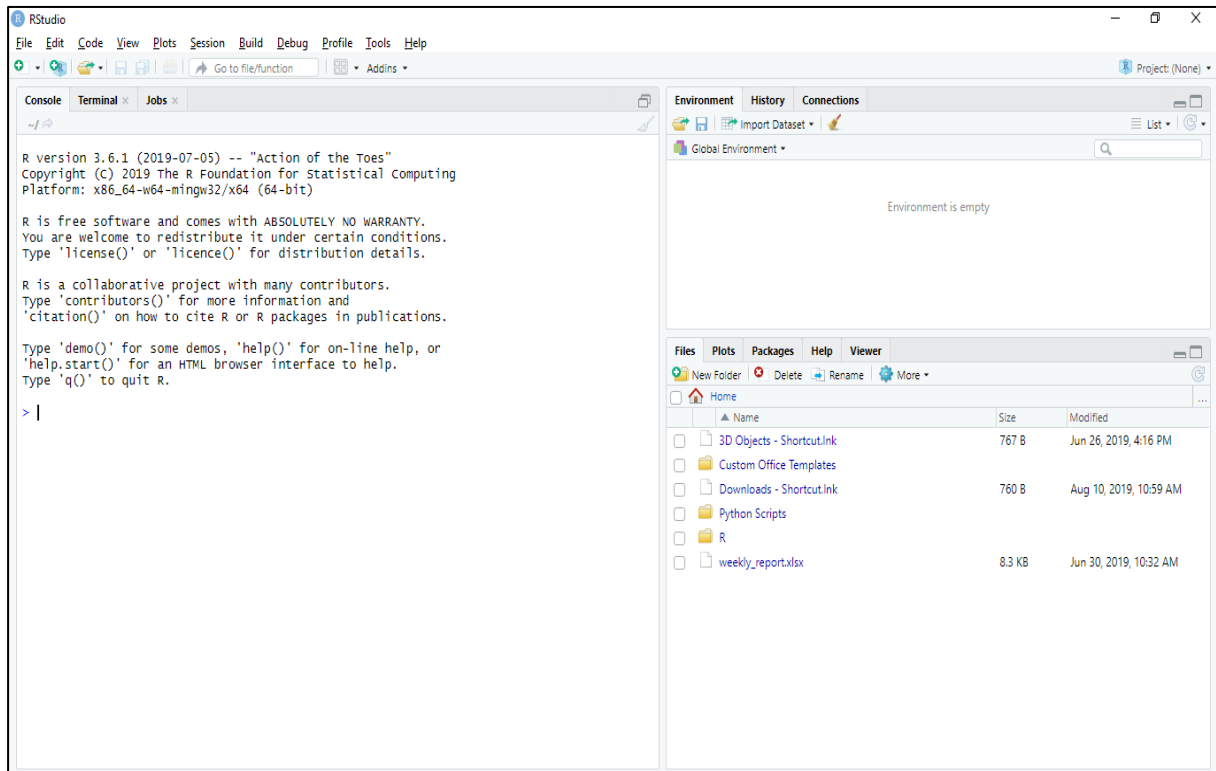 RStudio
File Edit Code View Plots Session Build Debug Profile Tools Help
Go to file/function Addins Project: (None)
Console Terminal Jobs
~/
R version 3.6.1 (2019-07-05) -- "Action of the Toes"
Copyright (C) 2019 The R Foundation for Statistical Computing
Platform: x86_64-w64-mingw32/x64 (64-bit)
R is free software and comes with ABSOLUTELY NO WARRANTY.
You are welcome to redistribute it under certain conditions.
Type 'license()' or 'licence()' for distribution details.
R is a collaborative project with many contributors.
Type 'contributors()' for more information and
'citation()' on how to cite R or R packages in publications.
Type 'demo()' for some demos, 'help()' for on-line help, or
'help.start()' for an HTML browser interface to help.
Type 'q()' to quit R.
>
Environment History Connections
Import Dataset List
Global Environment
Environment is empty
Files Plots Packages Help Viewer
New Folder Delete Rename More
Home ...
Name Size Modified
3D Objects - Shortcut.lnk 767 B Jun 26, 2019, 4:16 PM
Custom Office Templates
Downloads - Shortcut.lnk 760 B Aug 10, 2019, 10:59 AM
Python Scripts
R
weekly_report.xlsx 8.3 KB Jun 30, 2019, 10:32 AM